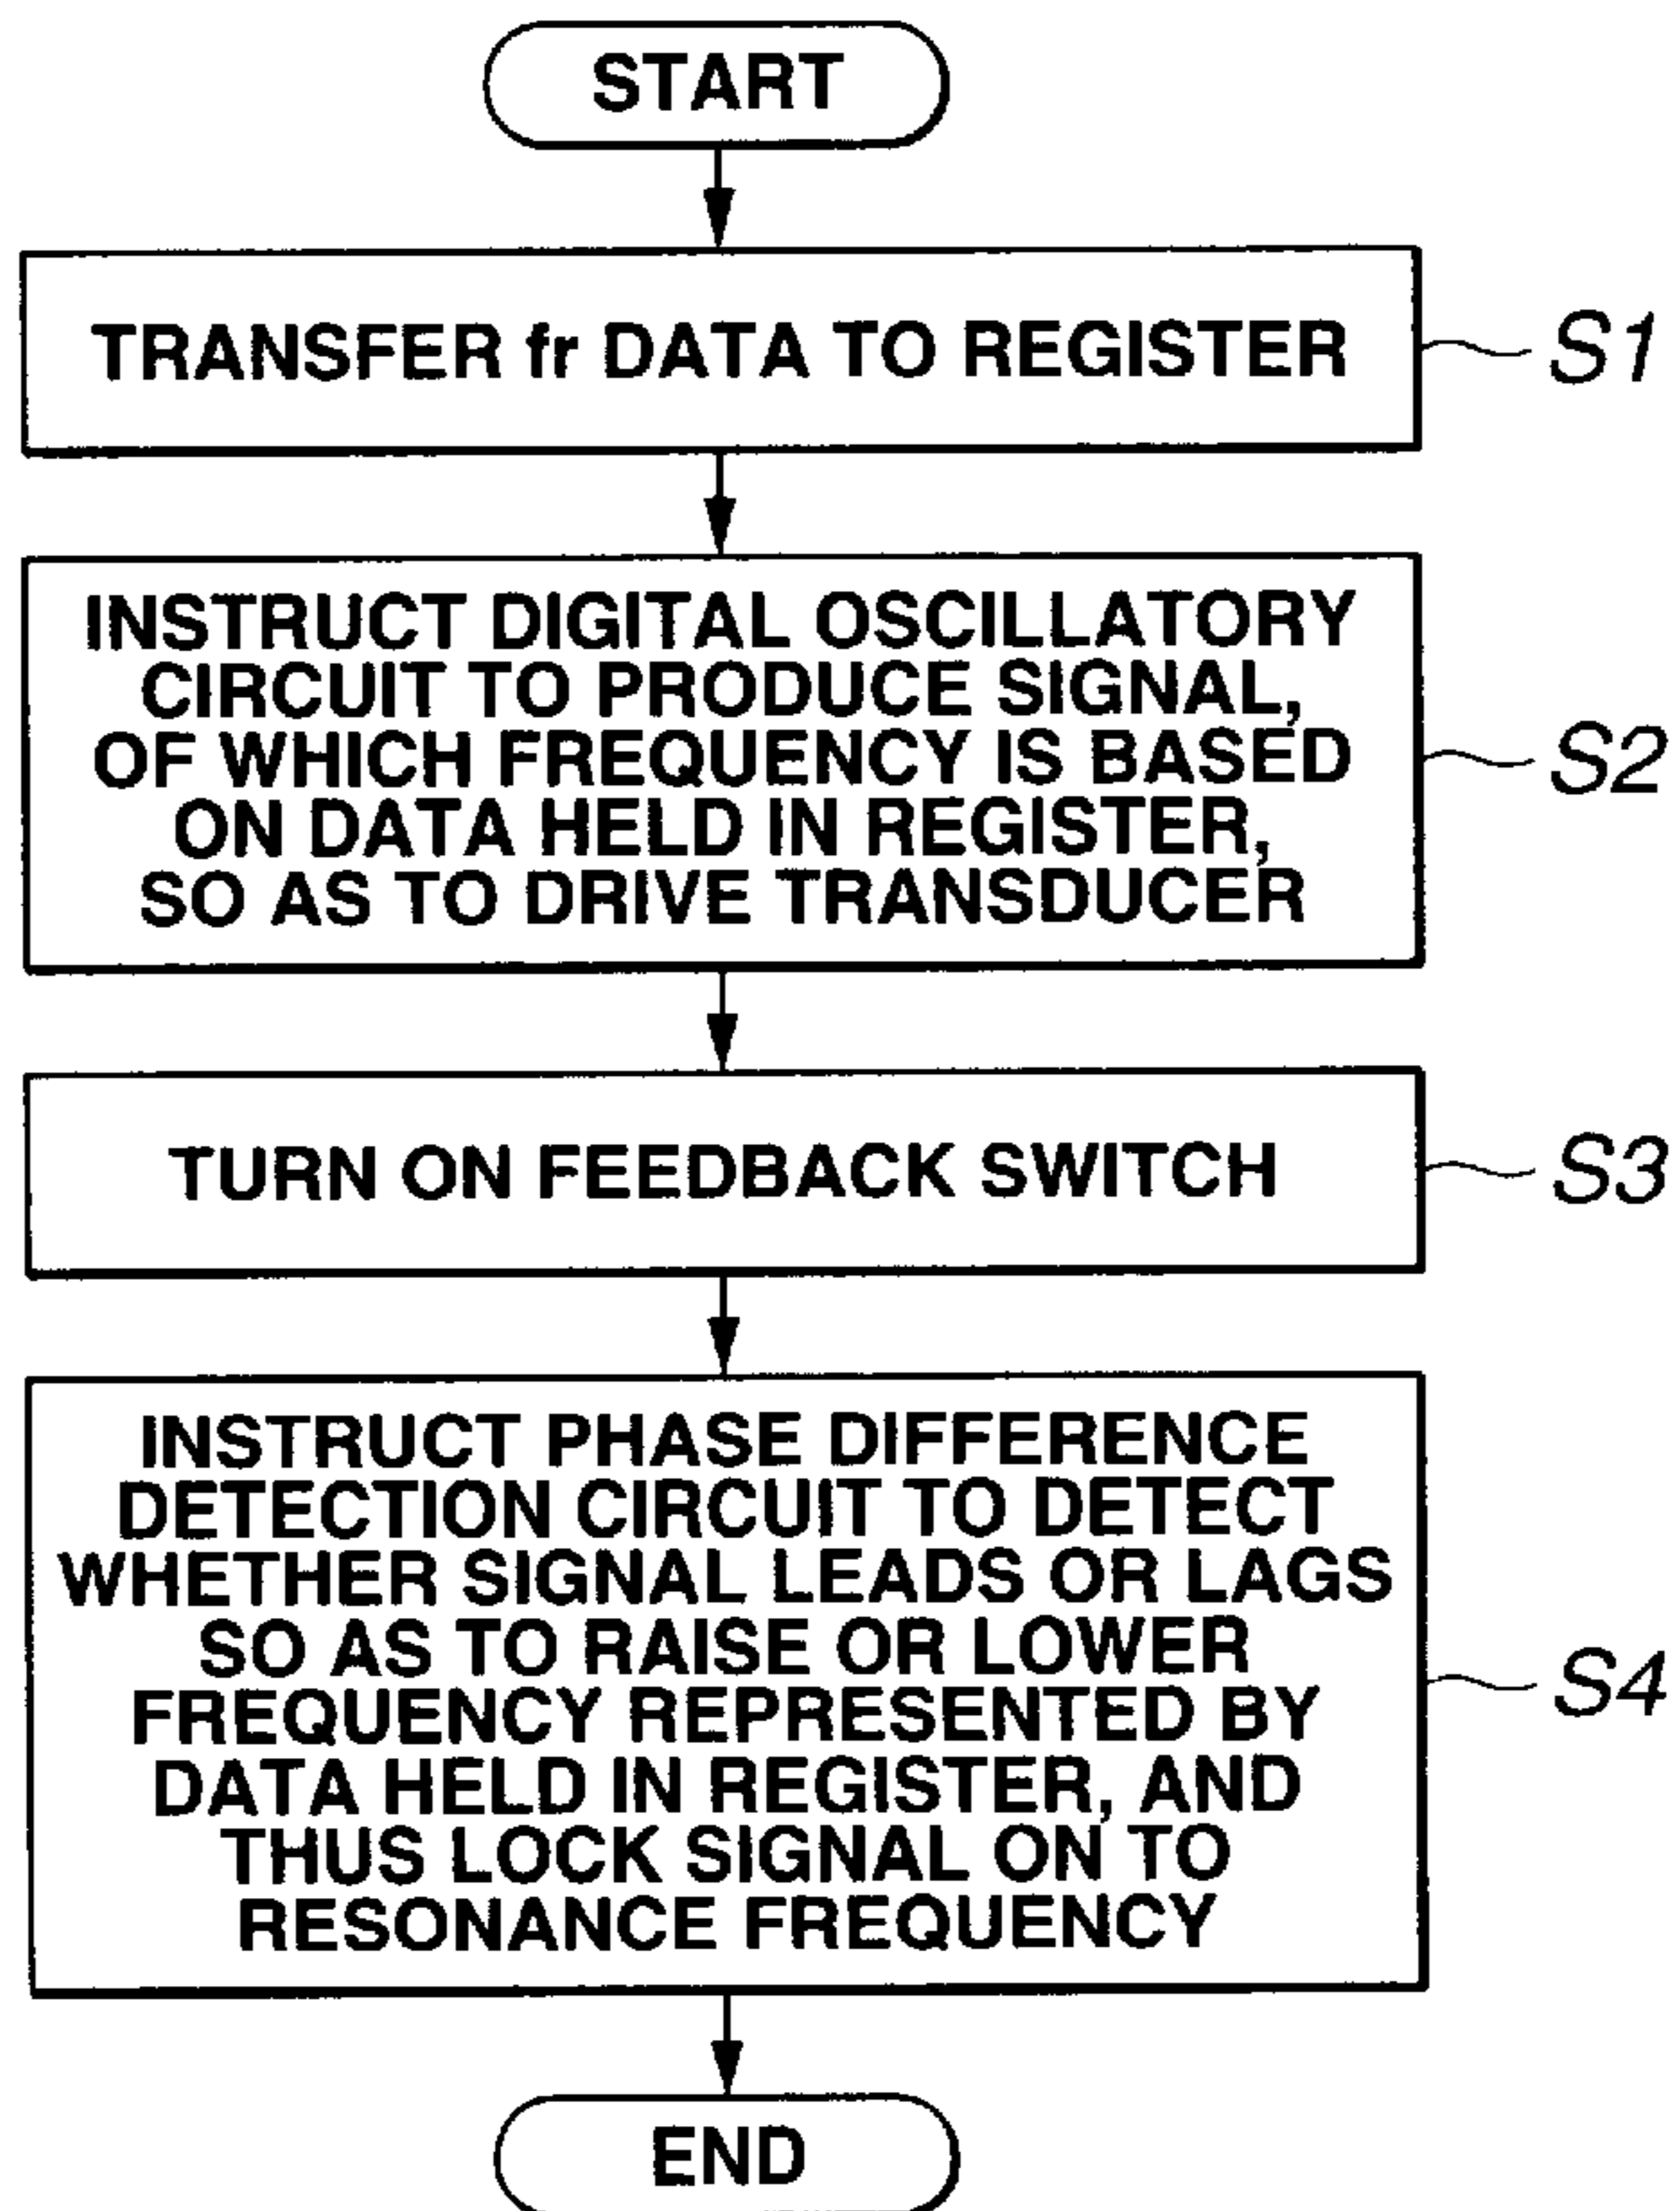 START
TRANSFER fr DATA TO REGISTER
S1
INSTRUCT DIGITAL OSCILLATORY
CIRCUIT TO PRODUCE SIGNAL,
OF WHICH FREQUENCY IS BASED
ON DATA HELD IN REGISTER,
SO AS TO DRIVE TRANSDUCER
S2
TURN ON FEEDBACK SWITCH
S3
INSTRUCT PHASE DIFFERENCE
DETECTION CIRCUIT TO DETECT
WHETHER SIGNAL LEADS OR LAGS
SO AS TO RAISE OR LOWER
FREQUENCY REPRESENTED BY
DATA HELD IN REGISTER, AND
THUS LOCK SIGNAL ON TO
RESONANCE FREQUENCY
S4
END